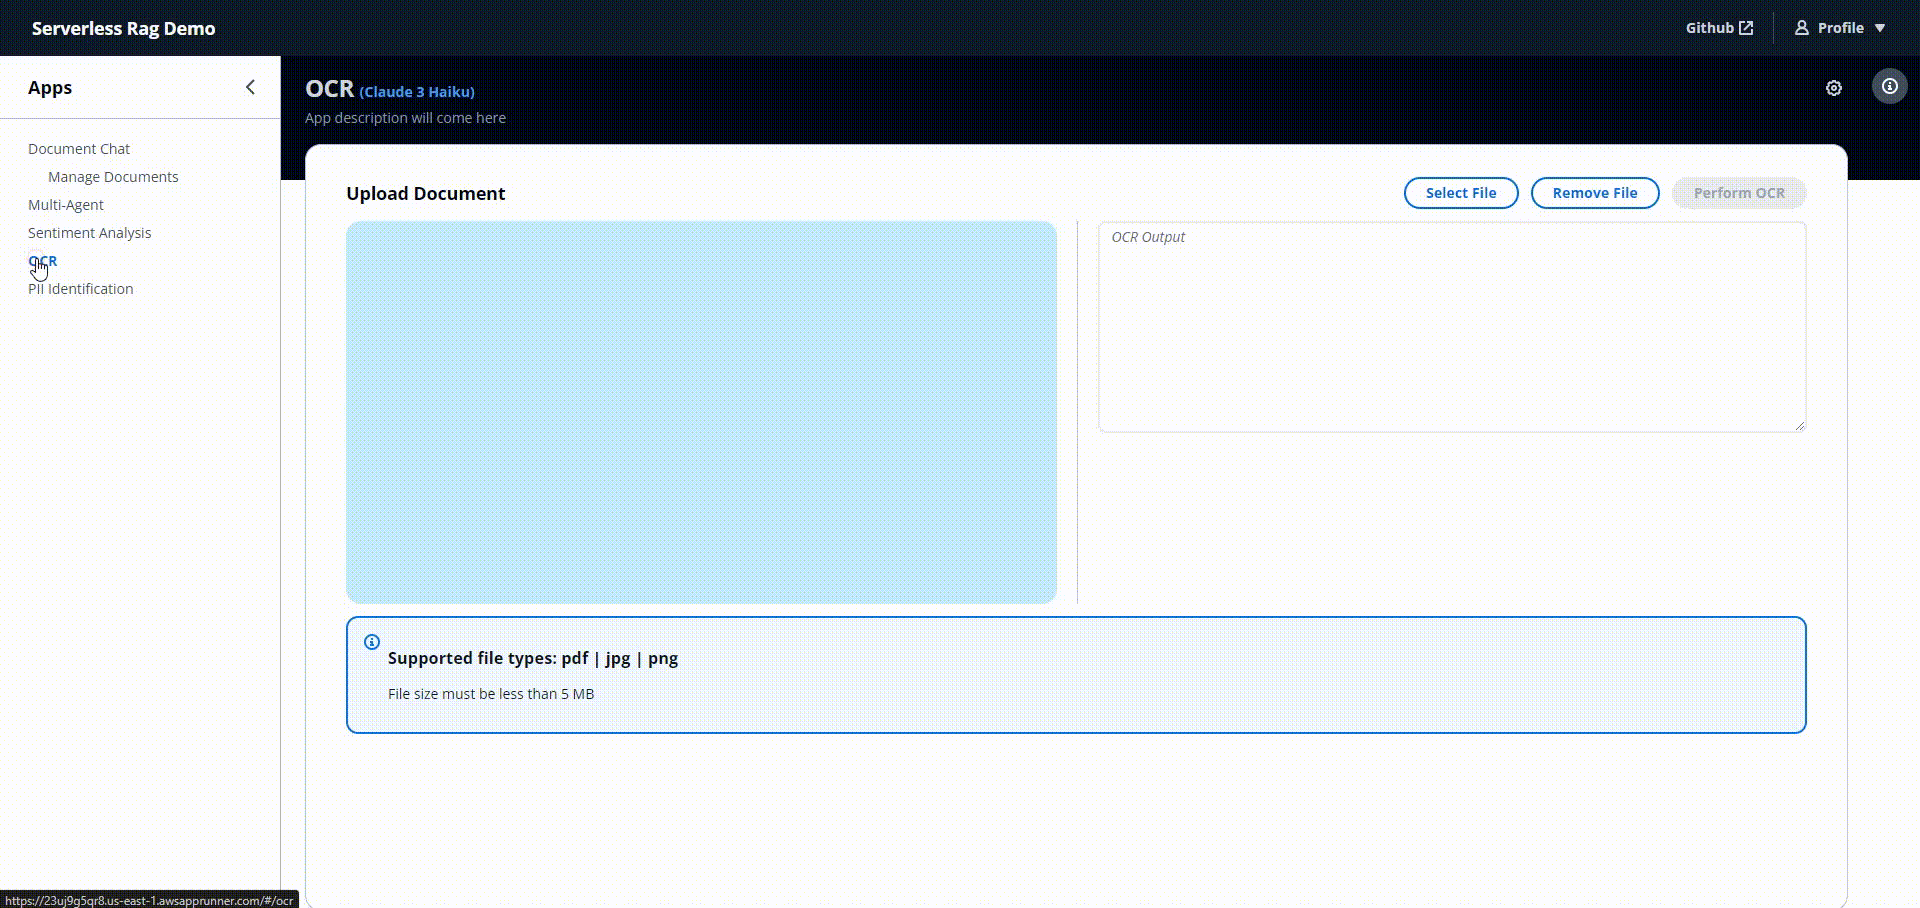 Serverless Rag Demo
Github
Profile
Apps
Document Chat
Manage Documents
Multi-Agent
Sentiment Analysis
OCR
PII Identification
OCR (Claude 3 Haiku)
App description will come here
Upload Document
Select File
Remove File
Perform OCR
OCR Output
Supported file types: pdf | jpg | png
File size must be less than 5 MB
https://23uj9g5qr8.us-east-1.awsapprunner.com/#/ocr